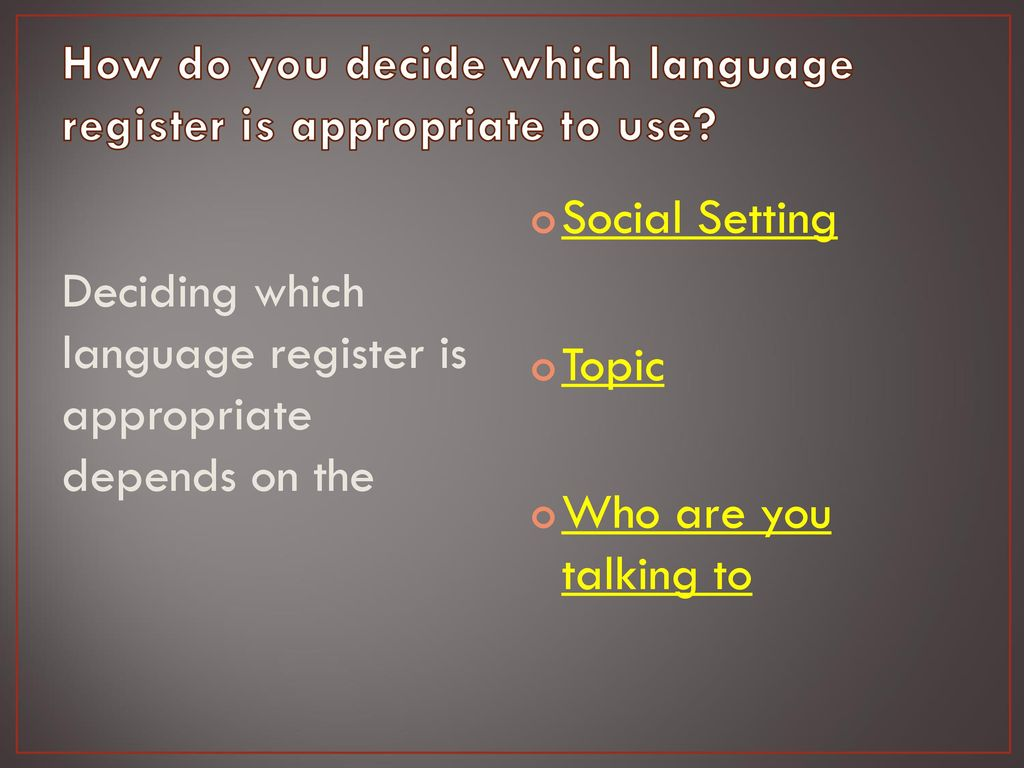 How do you decide which language
register is appropriate to use?
Deciding which
language register is
appropriate
depends on the
o Social Setting
o Topic
o Who are you
talking to